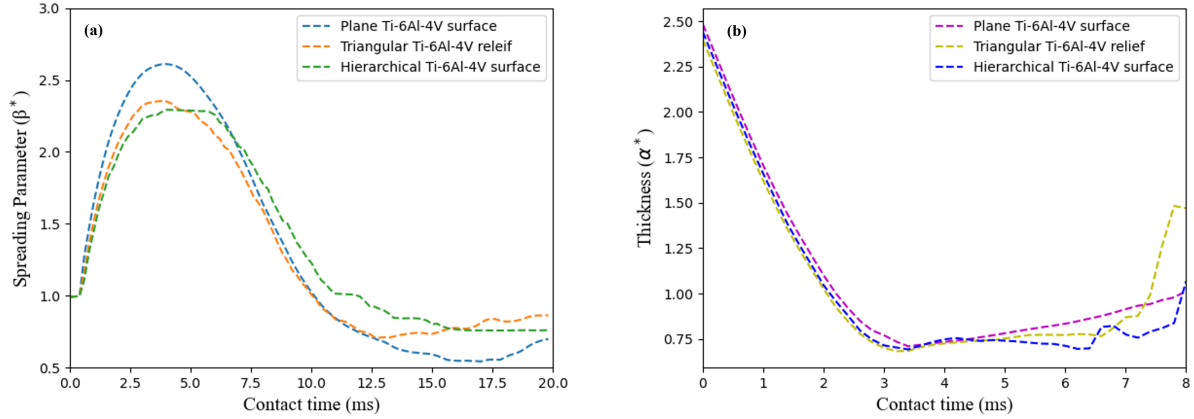 (a)
Plane Ti-6Al-4V surface
Triangular Ti-6Al-4V releif
Hierarchical Ti-6Al-4V surface
Spreading Parameter (β*)
3.0
2.5
2.0
1.5
1.0
0.5
0.0
2.5
5.0
7.5
10.0
12.5
15.0
17.5
20.0
Contact time (ms)
(b)
Plane Ti-6Al-4V surface
Triangular Ti-6Al-4V relief
Hierarchical Ti-6Al-4V surface
Thickness (α*)
2.50
2.25
2.00
1.75
1.50
1.25
1.00
0.75
0
1
2
3
4
5
6
7
8
Contact time (ms)